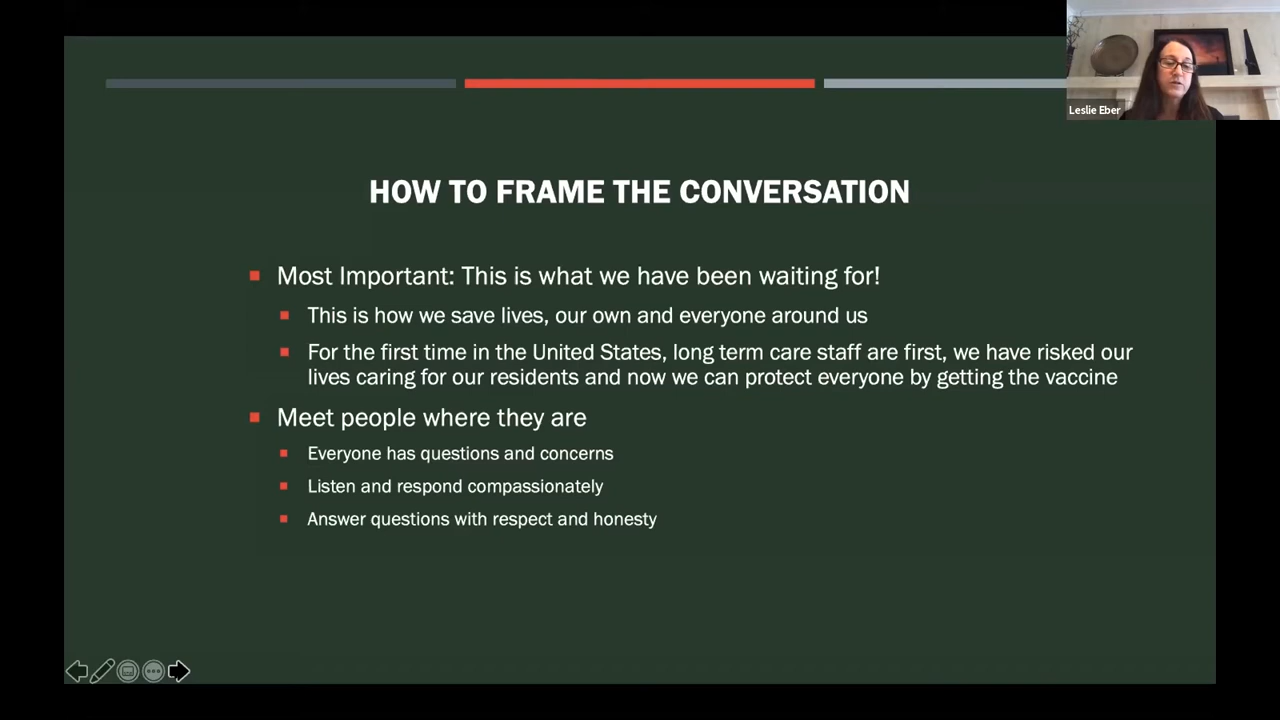 Leslie Eber
HOW TO FRAME THE CONVERSATION
Most Important: This is what we have been waiting for!
This is how we save lives, our own and everyone around us
For the first time in the United States, long term care staff are first, we have risked our
lives caring for our residents and now we can protect everyone by getting the vaccine
Meet people where they are
Everyone has questions and concerns
Listen and respond compassionately
Answer questions with respect and honesty